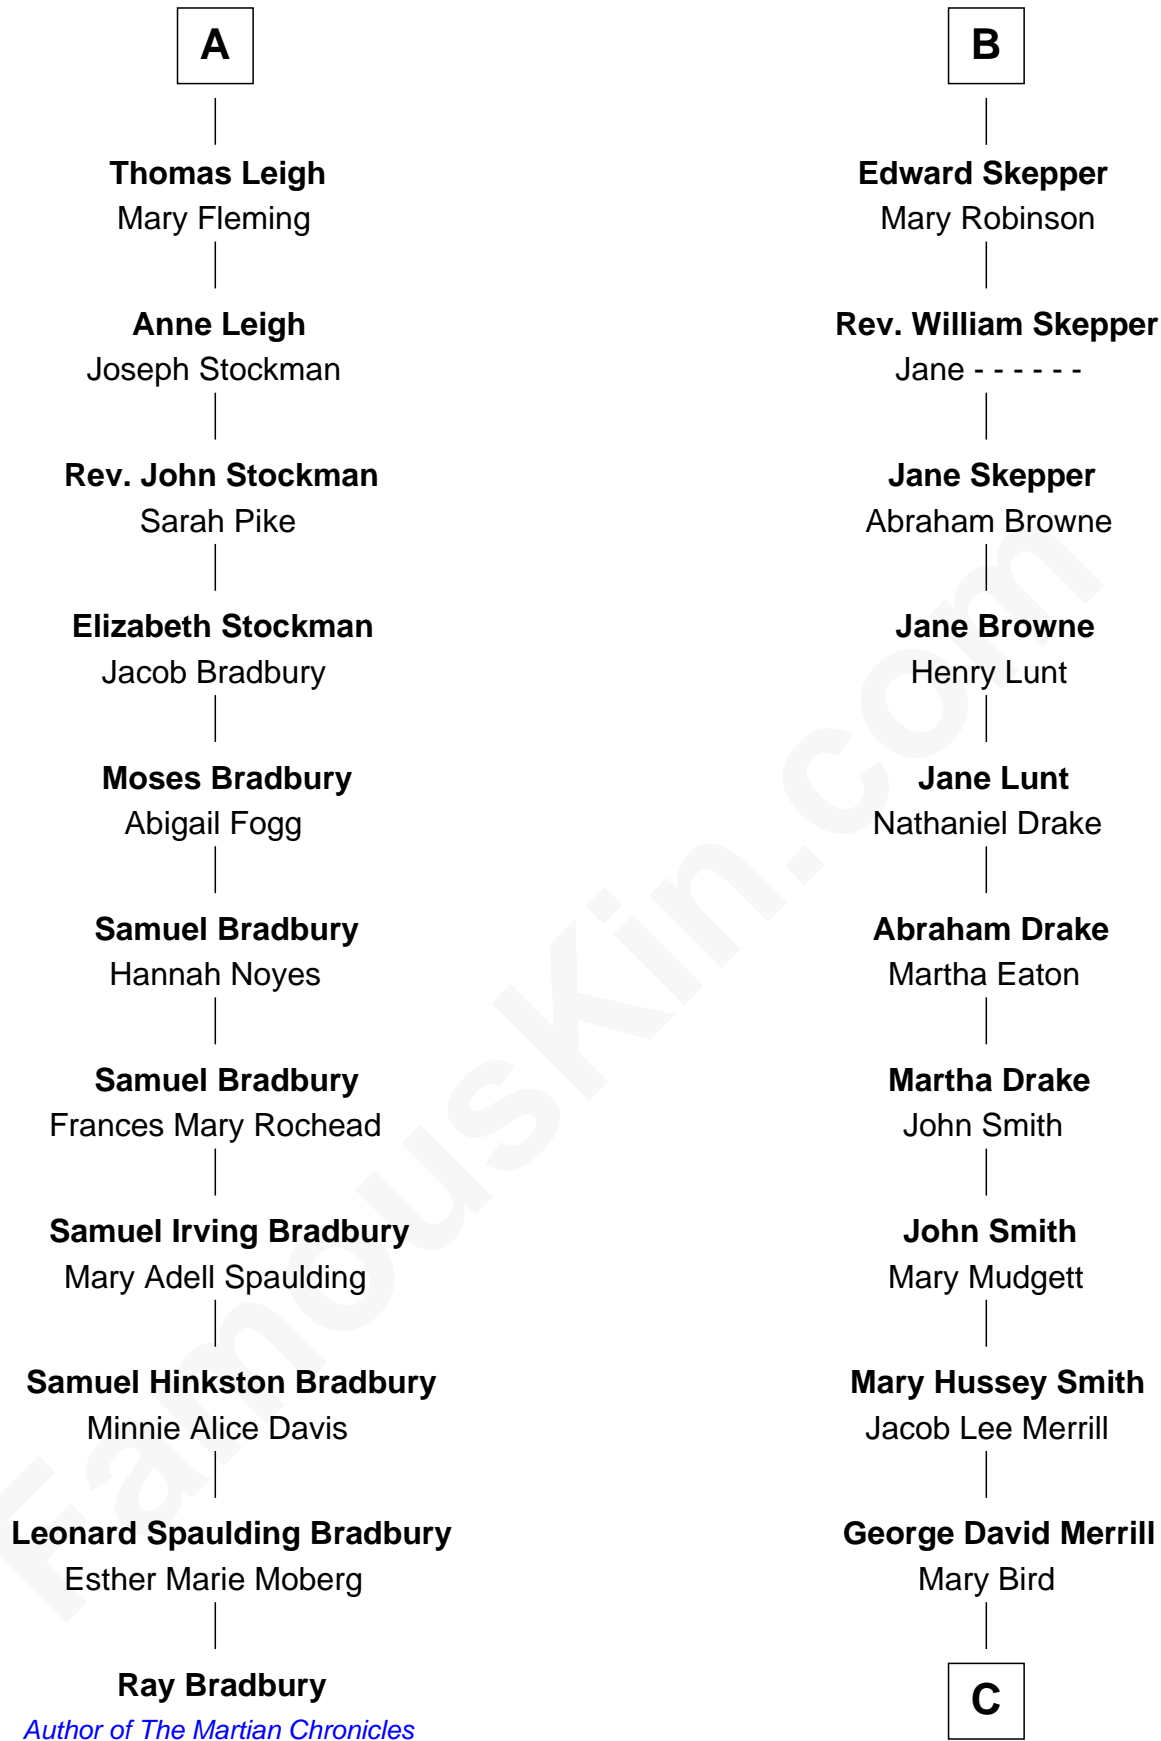 A
Thomas Leigh
Mary Fleming
Anne Leigh
Joseph Stockman
Rev. John Stockman
Sarah Pike
Elizabeth Stockman
Jacob Bradbury
Moses Bradbury
Abigail Fogg
Samuel Bradbury
Hannah Noyes
Samuel Bradbury
Frances Mary Rochead
Samuel Irving Bradbury
Mary Adell Spaulding
Samuel Hinkston Bradbury
Minnie Alice Davis
Leonard Spaulding Bradbury
Esther Marie Moberg
Ray Bradbury
Author of The Martian Chronicles
B
Edward Skepper
Mary Robinson
Rev. William Skepper
Jane - - - - - -
Jane Skepper
Abraham Browne
Jane Browne
Henry Lunt
Jane Lunt
Nathaniel Drake
Abraham Drake
Martha Eaton
Martha Drake
John Smith
John Smith
Mary Mudgett
Mary Hussey Smith
Jacob Lee Merrill
George David Merrill
Mary Bird
C
FamousKin.com